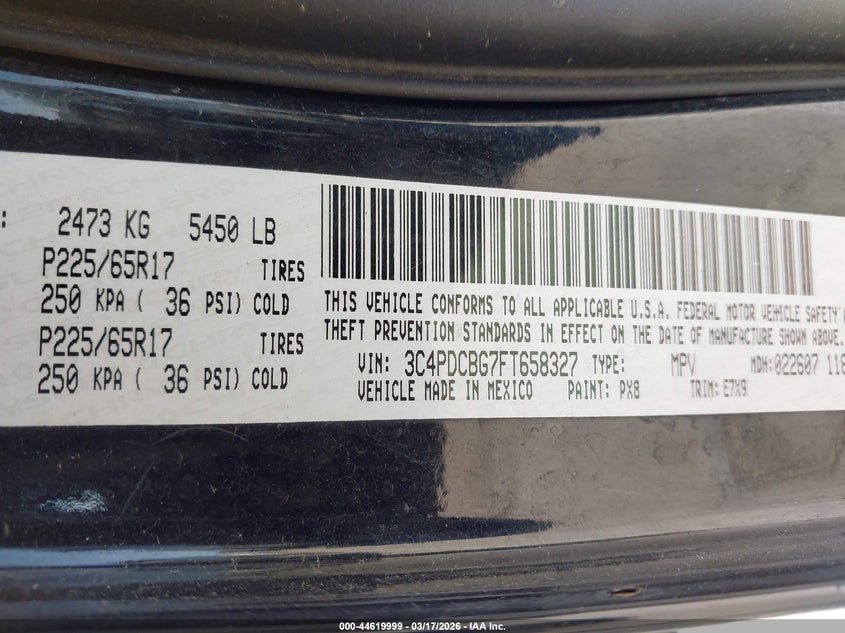 : 2473 KG 5450 LB
P225/65R17 TIRES
250 KPA ( 36 PSI) COLD
P225/65R17 TIRES
250 KPA ( 36 PSI) COLD
THIS VEHICLE CONFORMS TO ALL APPLICABLE U.S.A. FEDERAL MOTOR VEHICLE SAFETY
THEFT PREVENTION STANDARDS IN EFFECT ON THE DATE OF MANUFACTURE SHOWN ABOVE.
VIN: 3C4PDCBG7FT658327 TYPE: MPV MDH:022607 118
VEHICLE MADE IN MEXICO PAINT: PX8 TRIM: E7X9
000-44619999 - 03/17/2026 - IAA Inc.